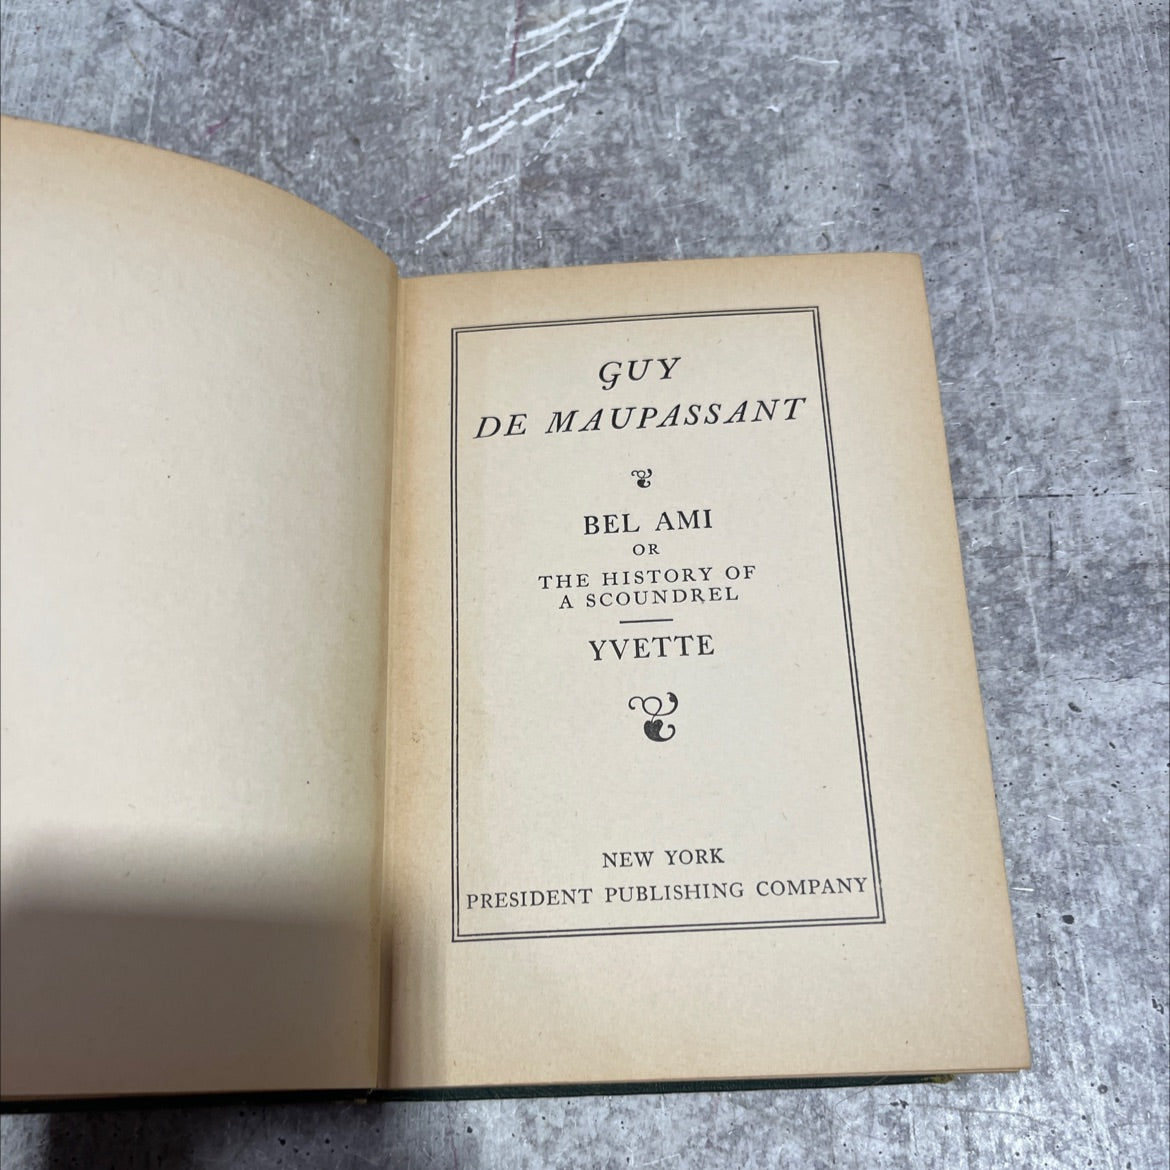 GUY
DE MAUPASSANT
BEL AMI
OR
THE HISTORY OF
A SCOUNDREL
YVETTE
NEW YORK
PRESIDENT PUBLISHING COMPANY